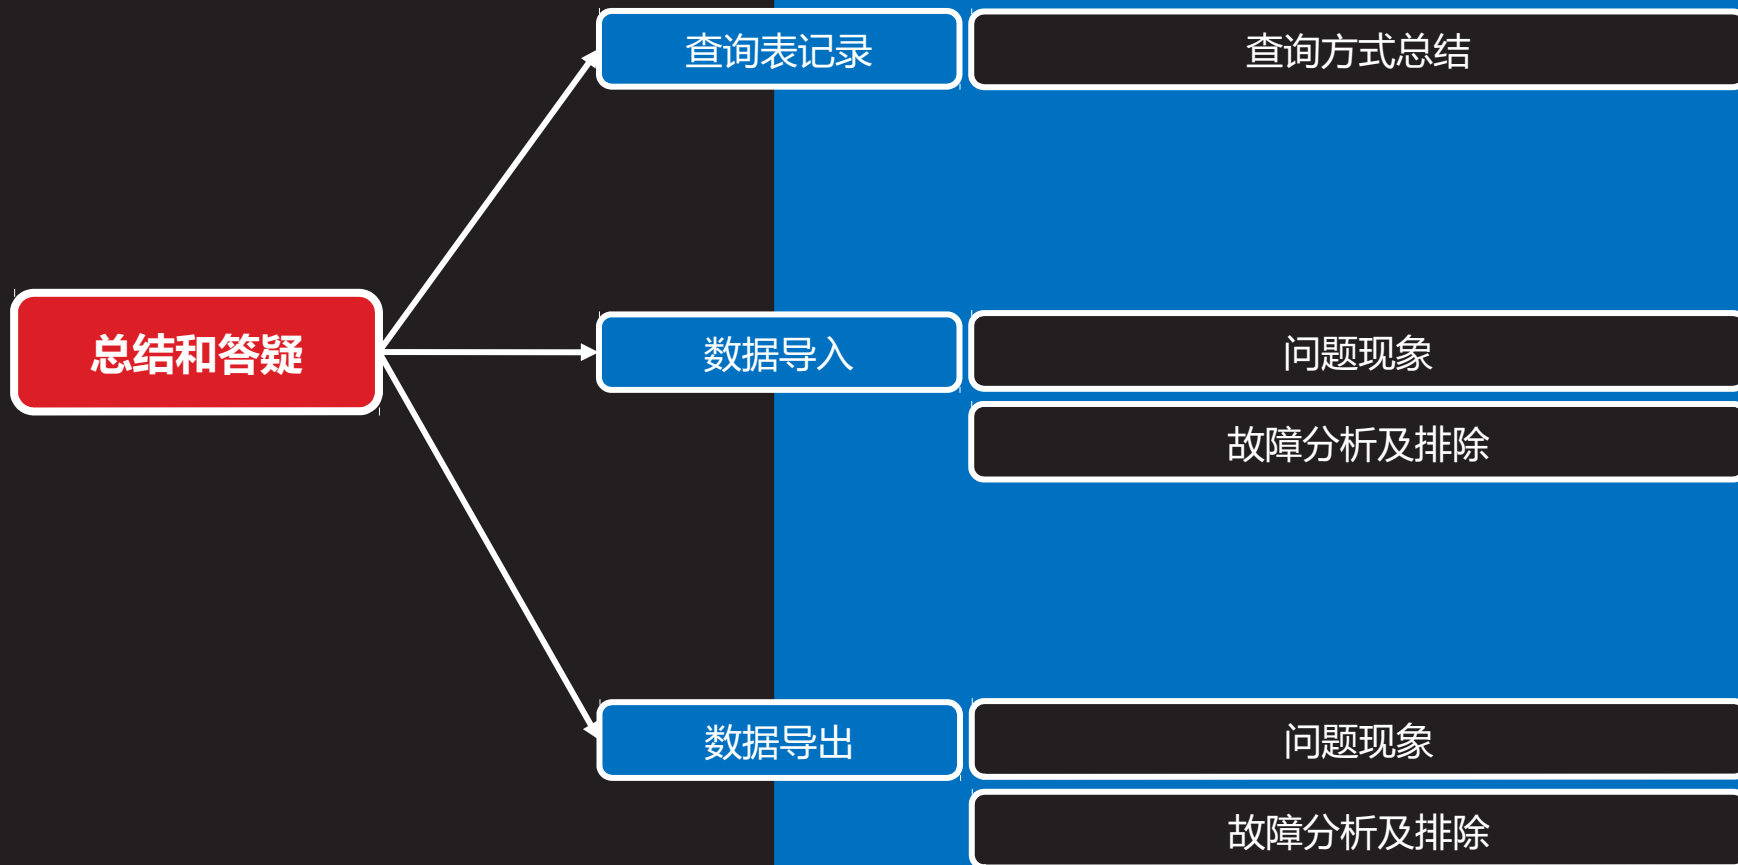 查询表记录
查询方式总结
总结和答疑
数据导入
问题现象
故障分析及排除
数据导出
问题现象
故障分析及排除